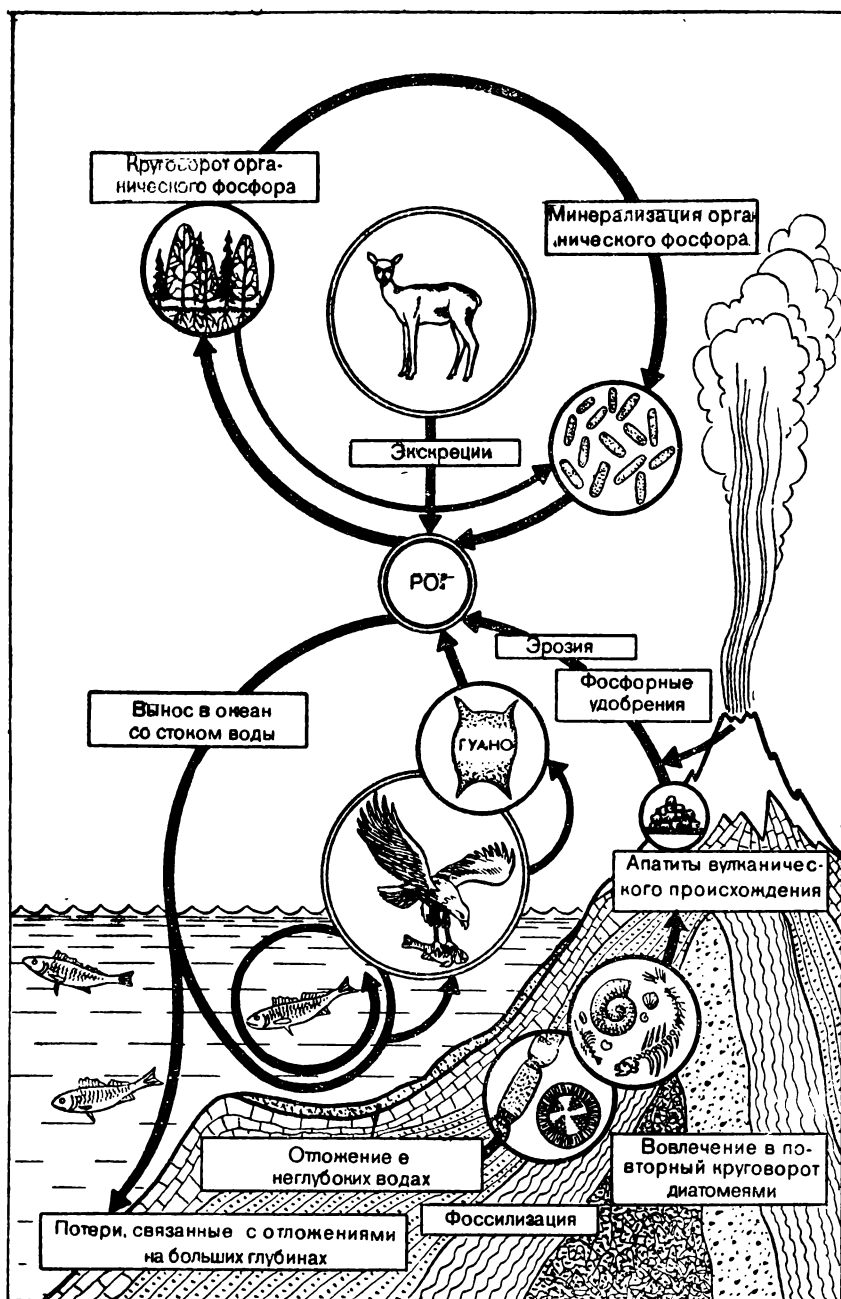 Круговорот орга-
нического фосфора
Минерализация орга
нического фосфора
Экскреции
PO₄³⁻
Эрозия
Фосфорные
удобрения
Вынос в океан
со стоком воды
ГУАНО
Апатиты вулканичес-
кого происхождения
Отложение в
неглубоких водах
Вовлечение в по-
вторный круговорот
диатомеями
Фоссилизация
Потери, связанные с отложениями
на больших глубинах